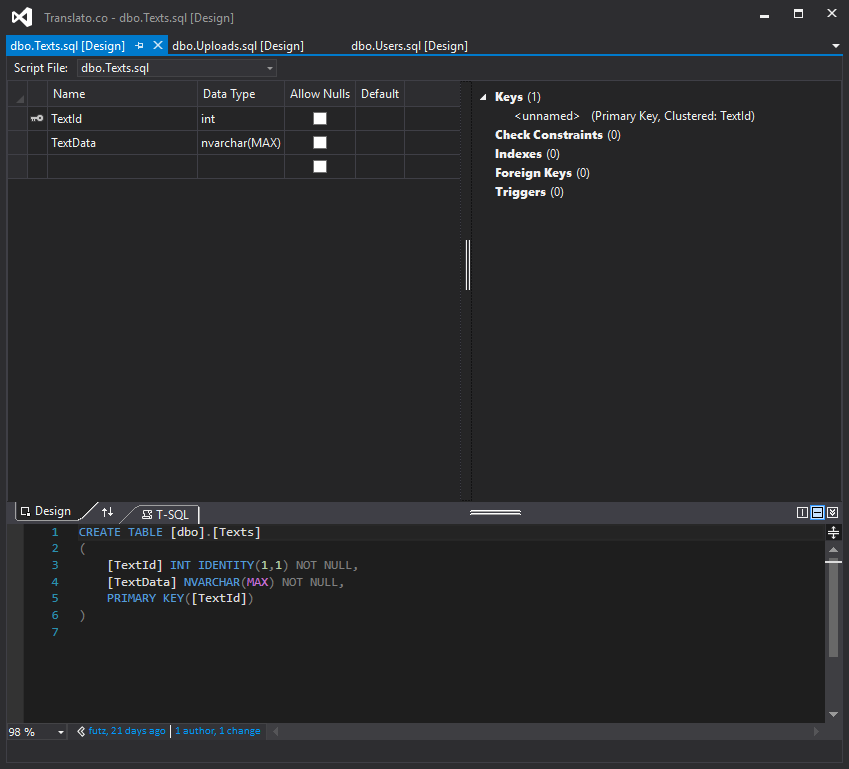 Translato.co - dbo.Texts.sql [Design]
dbo.Texts.sql [Design] dbo.Uploads.sql [Design] dbo.Users.sql [Design]
Script File: dbo.Texts.sql
Name Data Type Allow Nulls Default
TextId int
TextData nvarchar(MAX)
Keys (1)
<unnamed> (Primary Key, Clustered: TextId)
Check Constraints (0)
Indexes (0)
Foreign Keys (0)
Triggers (0)
Design T-SQL
1 CREATE TABLE [dbo].[Texts]
2 (
3 [TextId] INT IDENTITY(1,1) NOT NULL,
4 [TextData] NVARCHAR(MAX) NOT NULL,
5 PRIMARY KEY([TextId])
6 )
7
98 % futz, 21 days ago | 1 author, 1 change